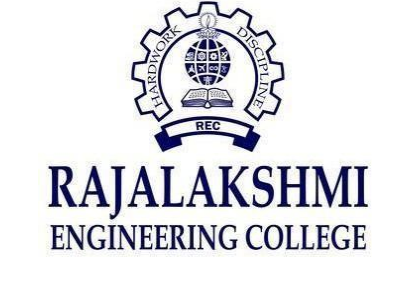 HARDWORK
DISCIPLINE
REC
RAJALAKSHMI
ENGINEERING COLLEGE